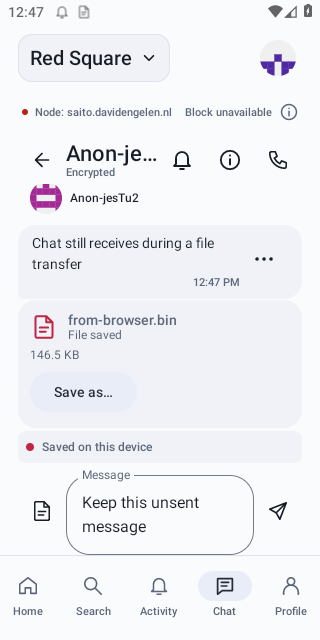 12:47
Red Square
Node: saito.davidengelen.nl Block unavailable
Anon-je...
Encrypted
Anon-jesTu2
Chat still receives during a file
transfer
12:47 PM
from-browser.bin
File saved
146.5 KB
Save as...
Saved on this device
Message
Keep this unsent
message
Home Search Activity Chat Profile